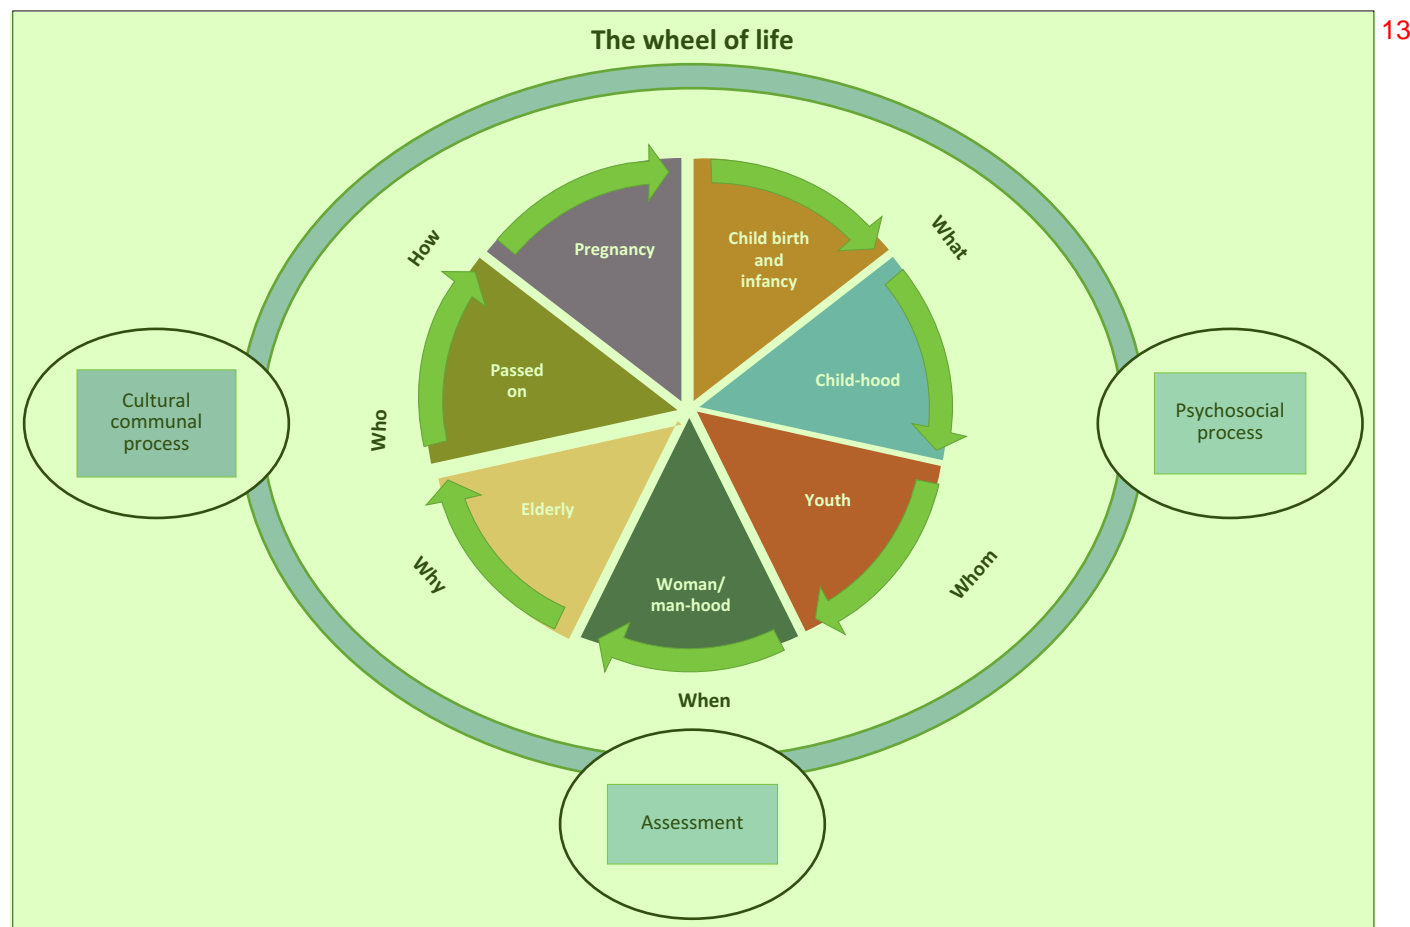 The wheel of life
13
How
What
Pregnancy
Child birth
and
infancy
Passed
on
Child-hood
Cultural
communal
process
Who
Psychosocial
process
Elderly
Youth
Why
Woman/
man-hood
Whom
When
Assessment